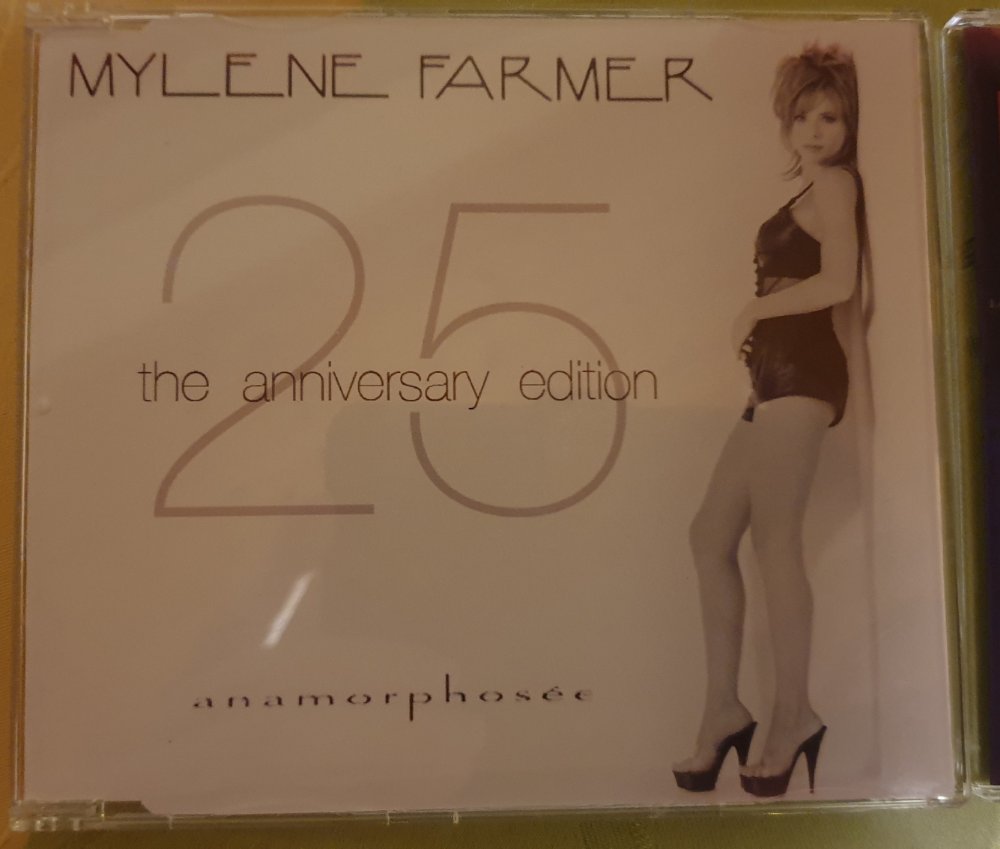 MYLENE FARMER
25
the anniversary edition
anamorphosée